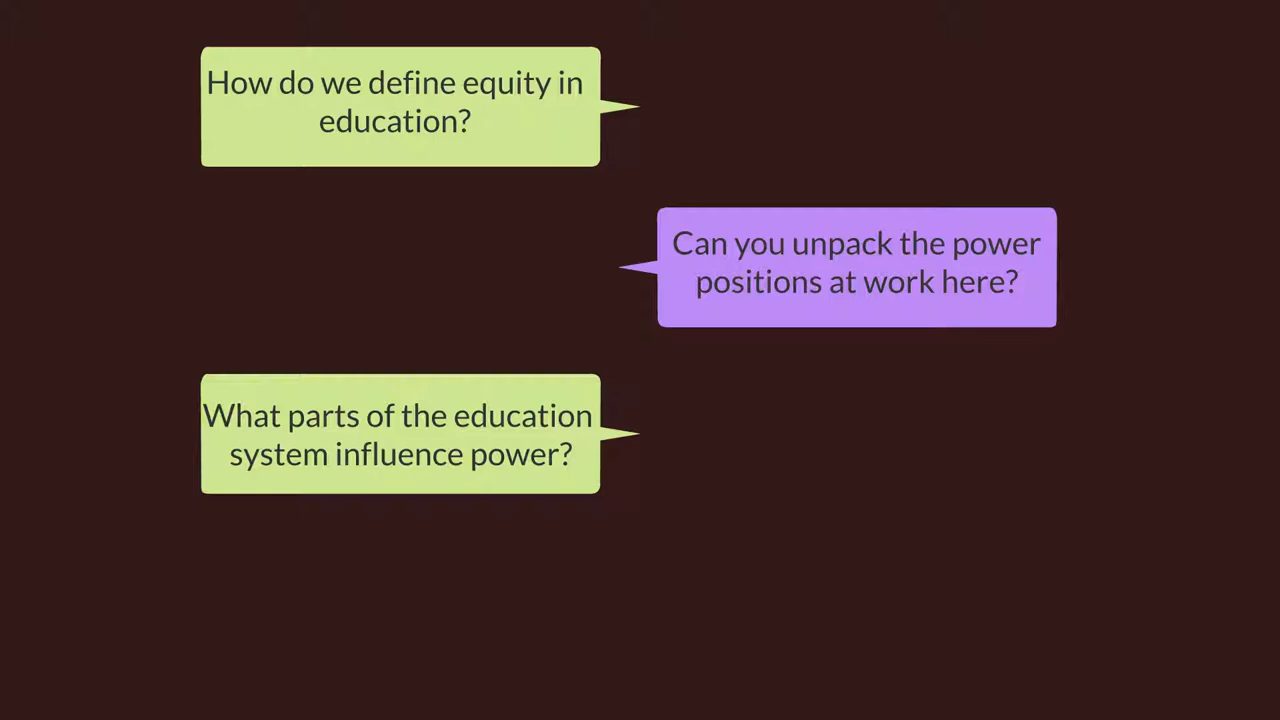 How do we define equity in
education?
Can you unpack the power
positions at work here?
What parts of the education
system influence power?